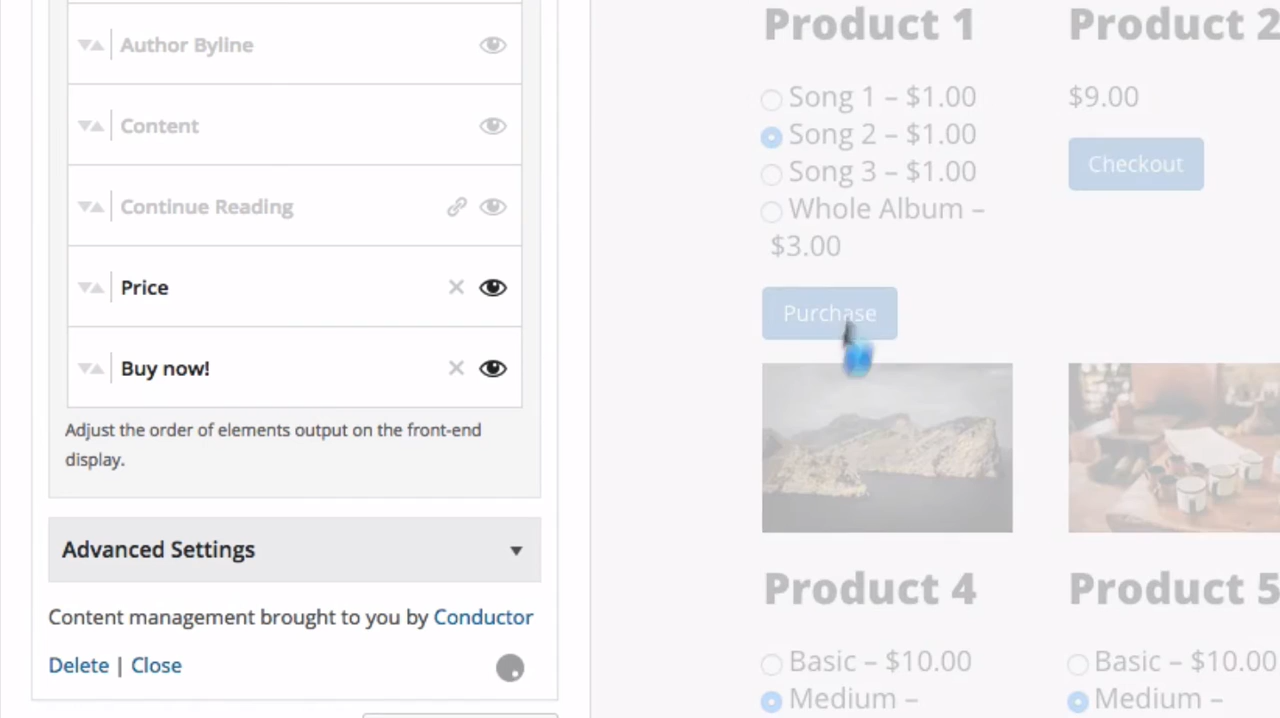 Author Byline
Content
Continue Reading
Price
Buy now!
Adjust the order of elements output on the front-end
display.
Advanced Settings
Content management brought to you by Conductor
Delete | Close
Product 1
Song 1 – $1.00
Song 2 – $1.00
Song 3 – $1.00
Whole Album –
$3.00
Purchase
Product 2
$9.00
Checkout
Product 4
Basic – $10.00
Medium –
Product 5
Basic – $10.00
Medium –